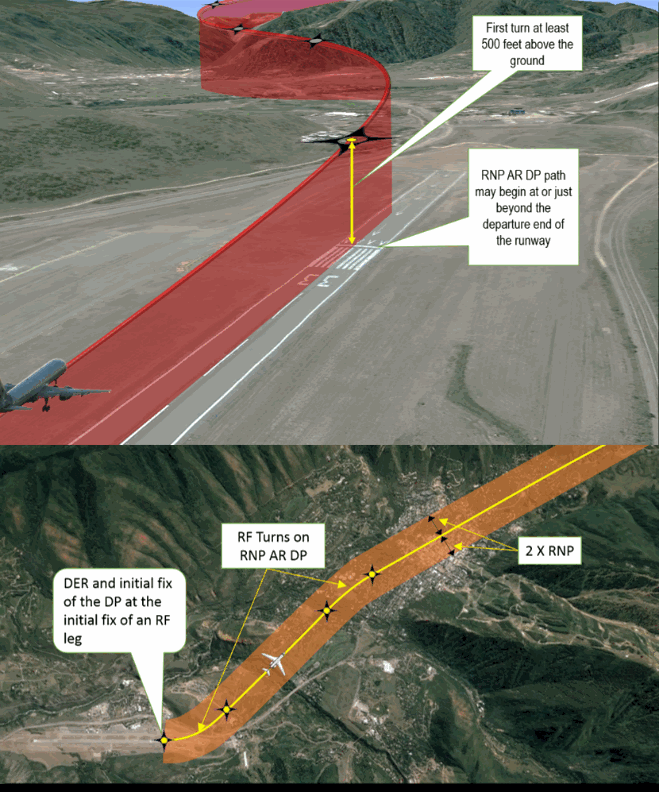 First turn at least
500 feet above the
ground
RNP AR DP path
may begin at or just
beyond the
departure end of
the runway
33
RF Turns on
RNP AR DP
2 X RNP
DER and initial fix
of the DP at the
initial fix of an RF
leg